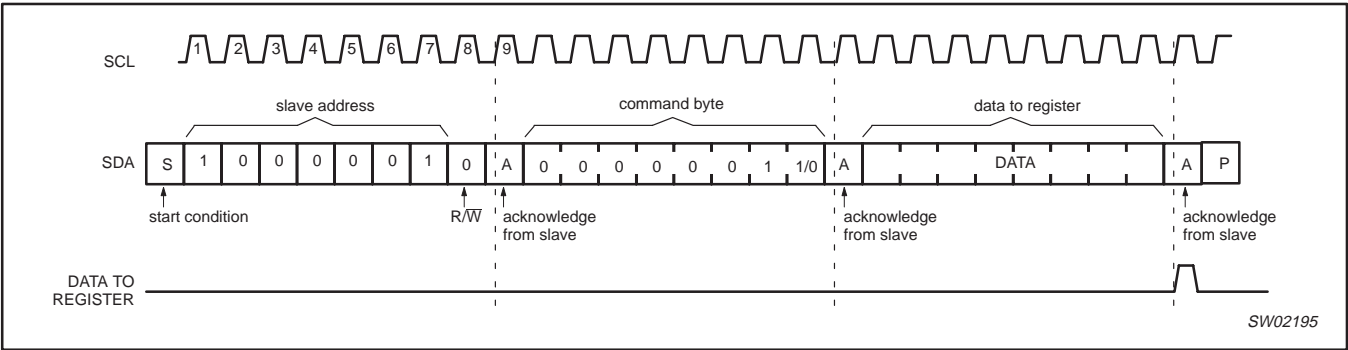 SCL 1 2 3 4 5 6 7 8 9
slave address command byte data to register
SDA S 1 0 0 0 0 0 1 0 A 0 0 0 0 0 0 1 1/0 A DATA A P
start condition R/W̅ acknowledge acknowledge acknowledge
from slave from slave from slave
DATA TO
REGISTER
SW02195